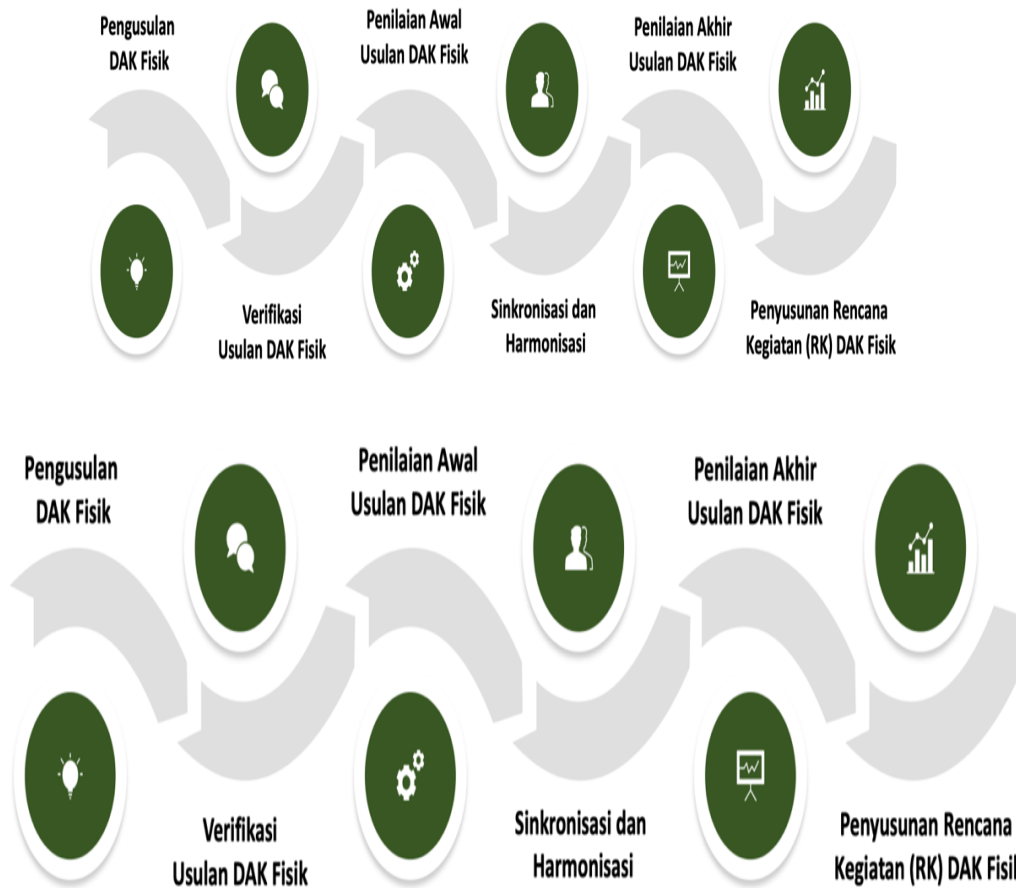 Pengusulan
DAK Fisik
Verifikasi
Usulan DAK Fisik
Penilaian Awal
Usulan DAK Fisik
Sinkronisasi dan
Harmonisasi
Penilaian Akhir
Usulan DAK Fisik
Penyusunan Rencana
Kegiatan (RK) DAK Fisik
Pengusulan
DAK Fisik
Verifikasi
Usulan DAK Fisik
Penilaian Awal
Usulan DAK Fisik
Sinkronisasi dan
Harmonisasi
Penilaian Akhir
Usulan DAK Fisik
Penyusunan Rencana
Kegiatan (RK) DAK Fisik